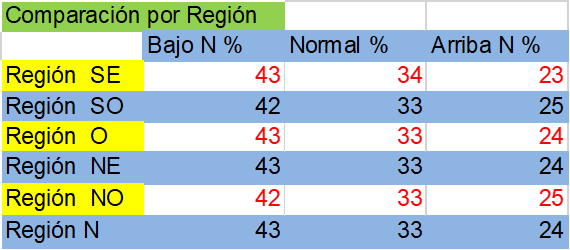 Comparación por Región
Bajo N % Normal % Arriba N %
Región SE 43 34 23
Región SO 42 33 25
Región O 43 33 24
Región NE 43 33 24
Región NO 42 33 25
Región N 43 33 24